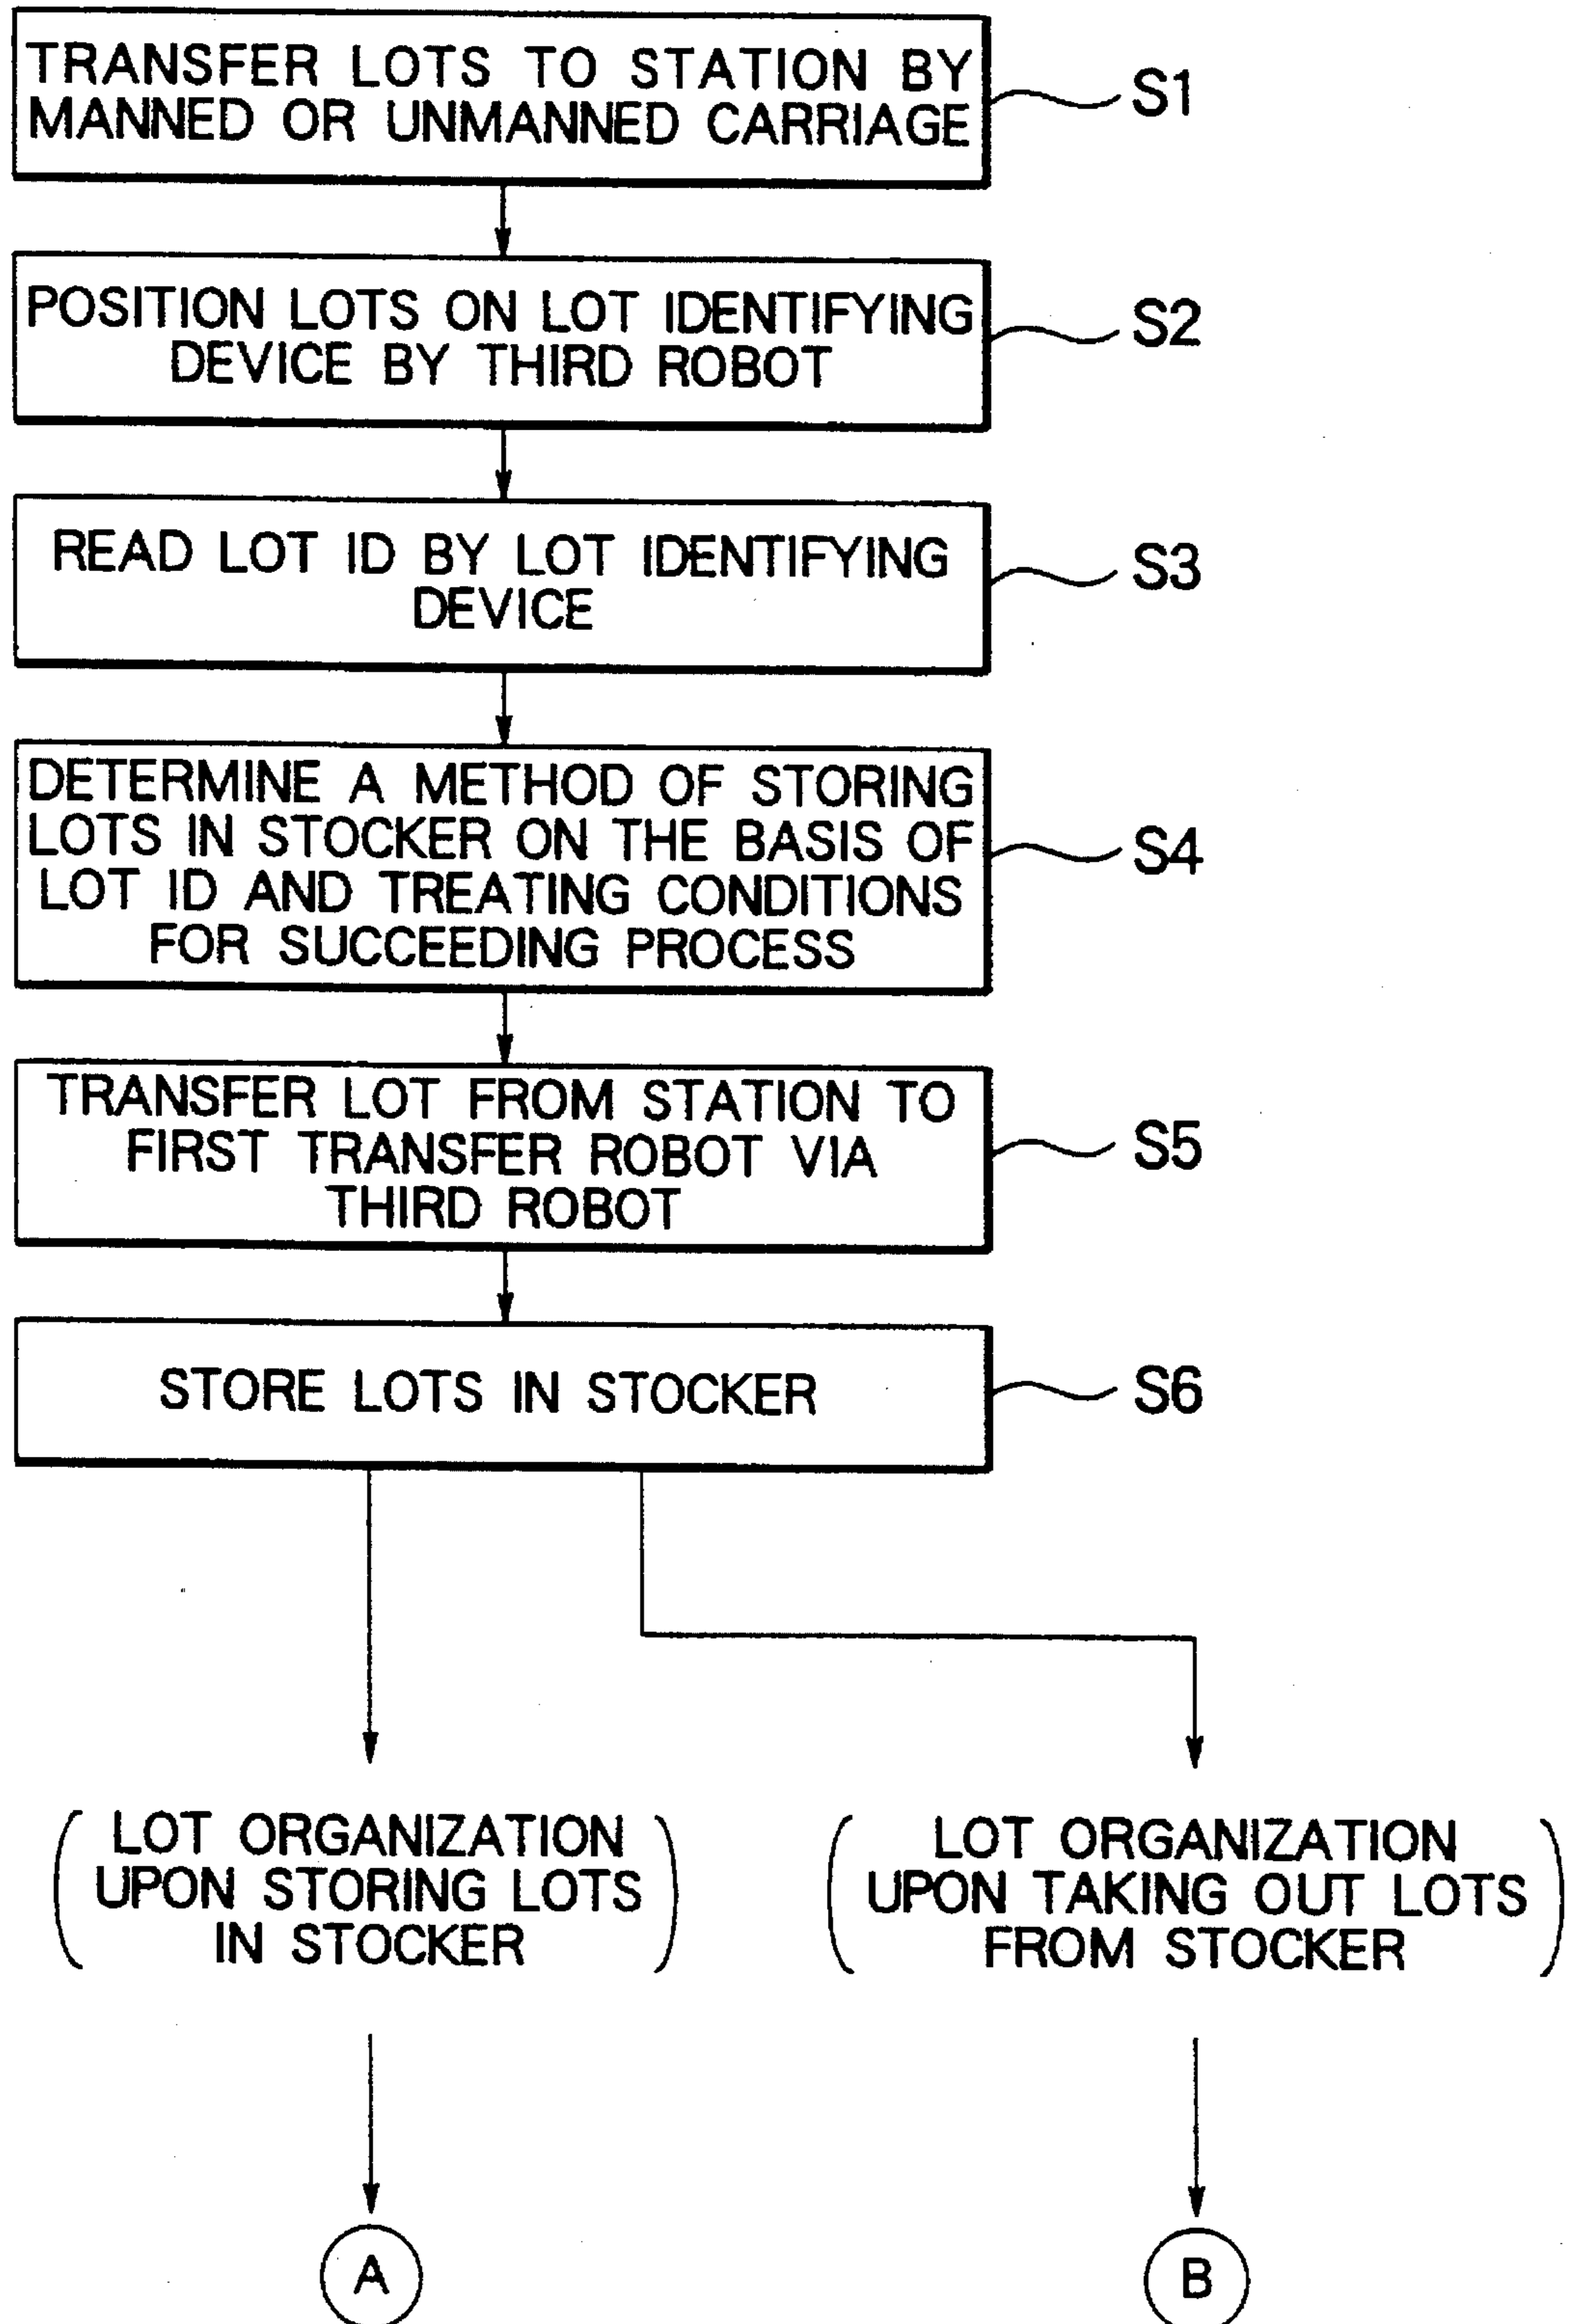 TRANSFER LOTS TO STATION BY
MANNED OR UNMANNED CARRIAGE
S1
POSITION LOTS ON LOT IDENTIFYING
DEVICE BY THIRD ROBOT
S2
READ LOT ID BY LOT IDENTIFYING
DEVICE
S3
DETERMINE A METHOD OF STORING
LOTS IN STOCKER ON THE BASIS OF
LOT ID AND TREATING CONDITIONS
FOR SUCCEEDING PROCESS
S4
TRANSFER LOT FROM STATION TO
FIRST TRANSFER ROBOT VIA
THIRD ROBOT
S5
STORE LOTS IN STOCKER
S6
LOT ORGANIZATION
UPON STORING LOTS
IN STOCKER
LOT ORGANIZATION
UPON TAKING OUT LOTS
FROM STOCKER
A
B